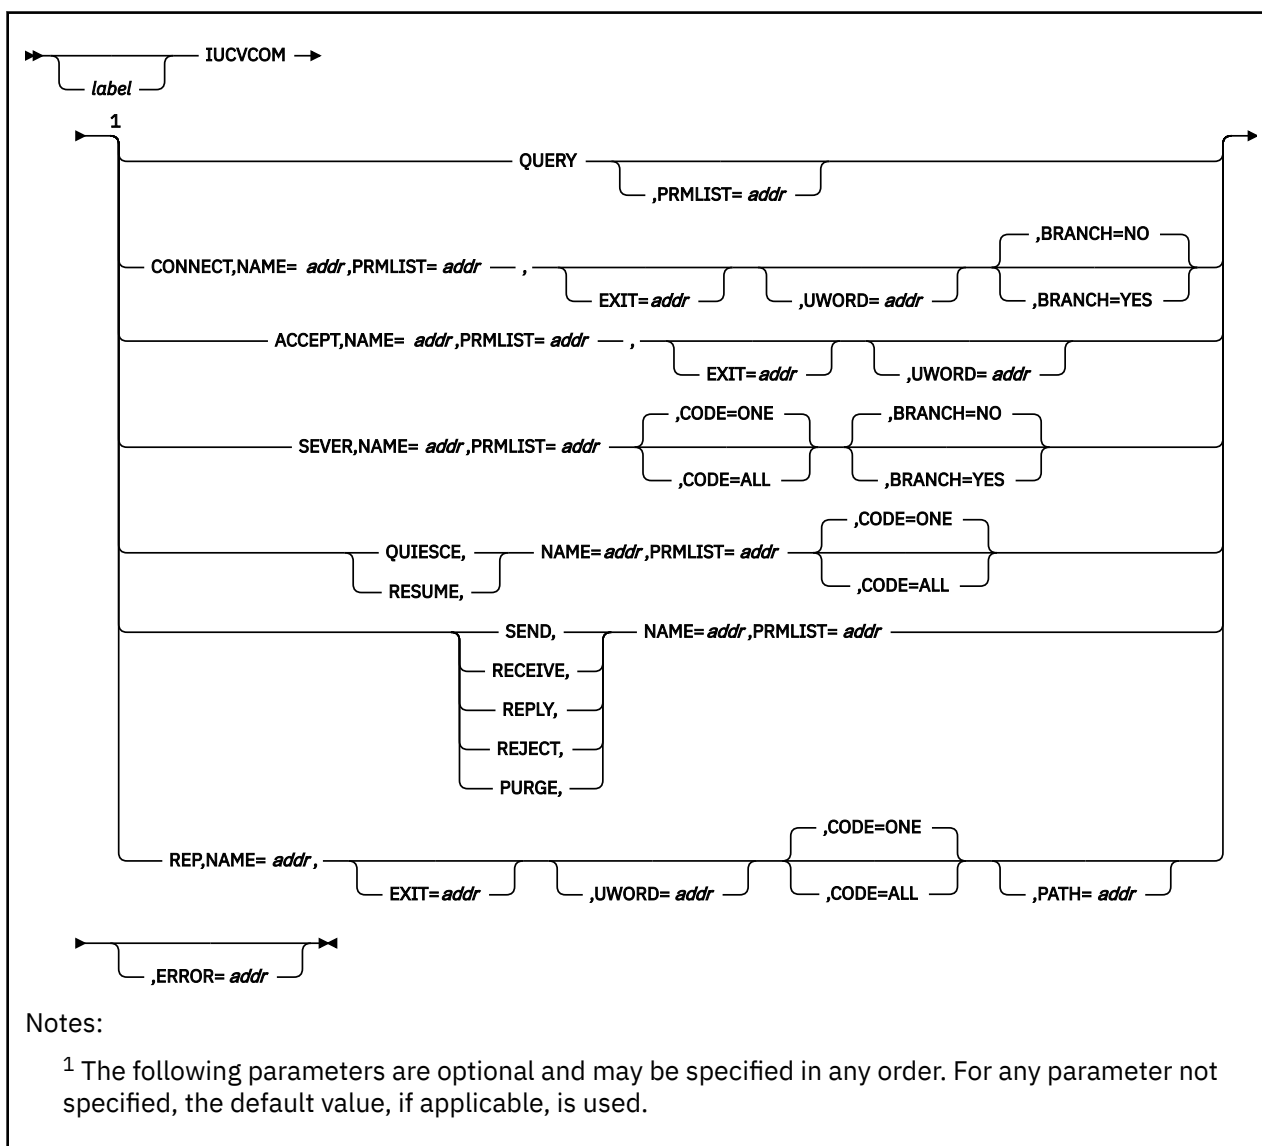 IUCVCOM
label
1
QUERY
,PRMLIST= addr
,BRANCH=NO
CONNECT,NAME= addr,PRMLIST= addr ,
EXIT=addr ,UWORD= addr ,BRANCH=YES
ACCEPT,NAME= addr,PRMLIST= addr ,
EXIT=addr ,UWORD= addr
,CODE=ONE ,BRANCH=NO
SEVER,NAME= addr,PRMLIST= addr
,CODE=ALL ,BRANCH=YES
,CODE=ONE
QUIESCE, NAME=addr,PRMLIST= addr
RESUME, ,CODE=ALL
SEND, NAME=addr,PRMLIST= addr
RECEIVE,
REPLY,
REJECT,
PURGE,
,CODE=ONE
REP,NAME= addr,
EXIT=addr ,UWORD= addr ,CODE=ALL ,PATH= addr
,ERROR= addr
Notes:
1 The following parameters are optional and may be specified in any order. For any parameter not
specified, the default value, if applicable, is used.